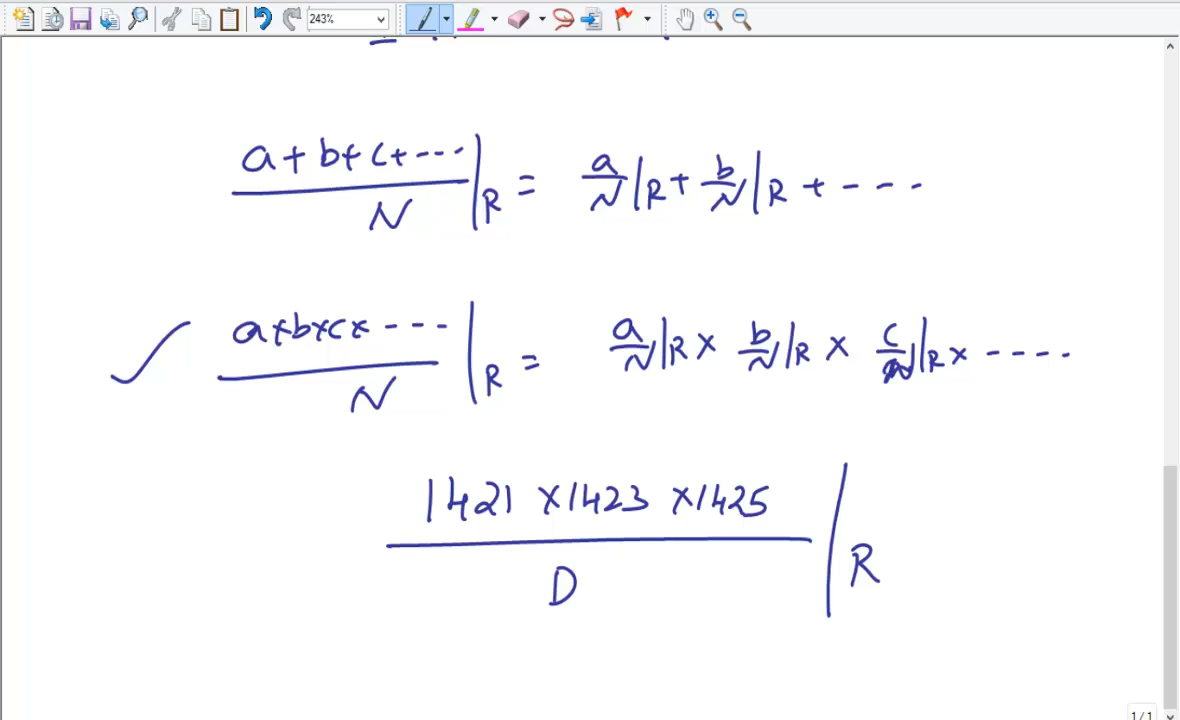 243%
a+b+c+--- / N |R = a/N |R + b/N |R + ---
a×b×c×--- / N |R = a/N |R × b/N |R × c/N |R × ----
1421 ×1423 ×1425 / D |R
1/1